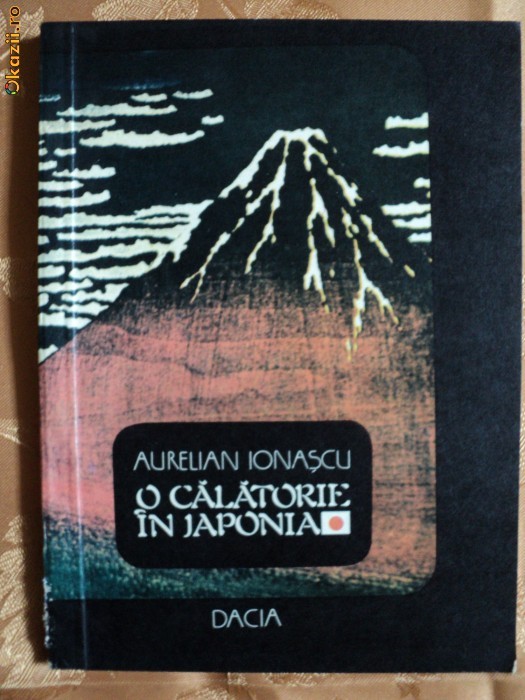 Okazii.ro
AURELIAN IONAȘCU
O CĂLĂTORIE
ÎN JAPONIA
DACIA